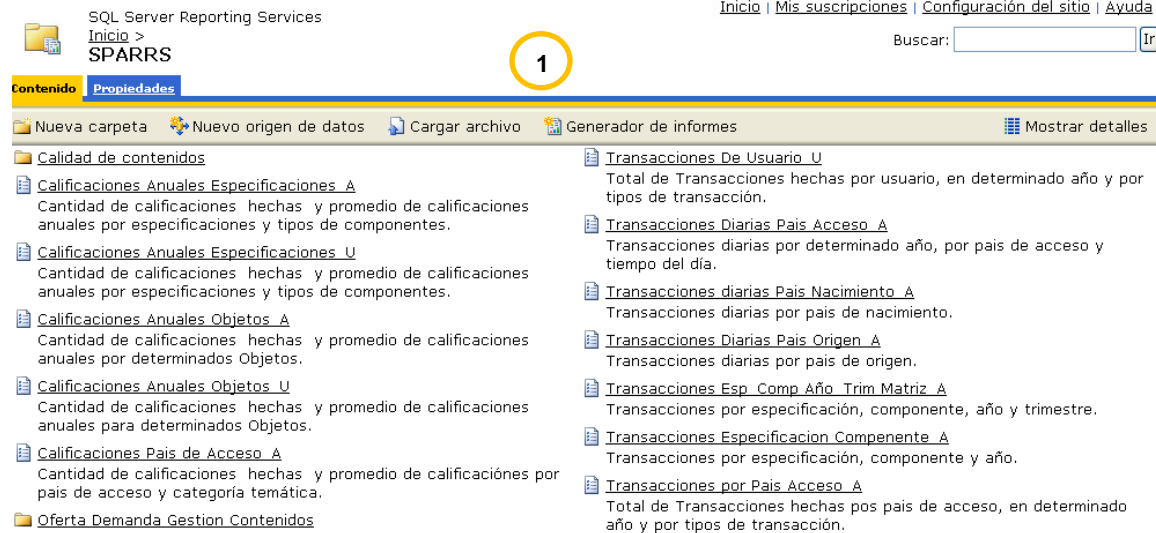 SQL Server Reporting Services
Inicio >
SPARRS
Inicio | Mis suscripciones | Configuración del sitio | Ayuda
Buscar:
Ir
1
Contenido
Propiedades
Nueva carpeta
Nuevo origen de datos
Cargar archivo
Generador de informes
Mostrar detalles
Calidad de contenidos
Calificaciones Anuales Especificaciones_A
Cantidad de calificaciones hechas y promedio de calificaciones
anuales por especificaciones y tipos de componentes.
Calificaciones Anuales Especificaciones_U
Cantidad de calificaciones hechas y promedio de calificaciones
anuales por especificaciones y tipos de componentes.
Calificaciones Anuales Objetos_A
Cantidad de calificaciones hechas y promedio de calificaciones
anuales por determinados Objetos.
Calificaciones Anuales Objetos_U
Cantidad de calificaciones hechas y promedio de calificaciones
anuales para determinados Objetos.
Calificaciones Pais de Acceso_A
Cantidad de calificaciones hechas y promedio de calificaciónes por
pais de acceso y categoría temática.
Oferta Demanda Gestion Contenidos
Transacciones De Usuario_U
Total de Transacciones hechas por usuario, en determinado año y por
tipos de transacción.
Transacciones Diarias Pais Acceso_A
Transacciones diarias por determinado año, por pais de acceso y
tiempo del día.
Transacciones diarias Pais Nacimiento_A
Transacciones diarias por pais de nacimiento.
Transacciones Diarias Pais Origen_A
Transacciones diarias por pais de origen.
Transacciones Esp_Comp Año_Trim Matriz_A
Transacciones por especificación, componente, año y trimestre.
Transacciones Especificacion Compenente_A
Transacciones por especificación, componente y año.
Transacciones por Pais Acceso_A
Total de Transacciones hechas pos pais de acceso, en determinado
año y por tipos de transacción.